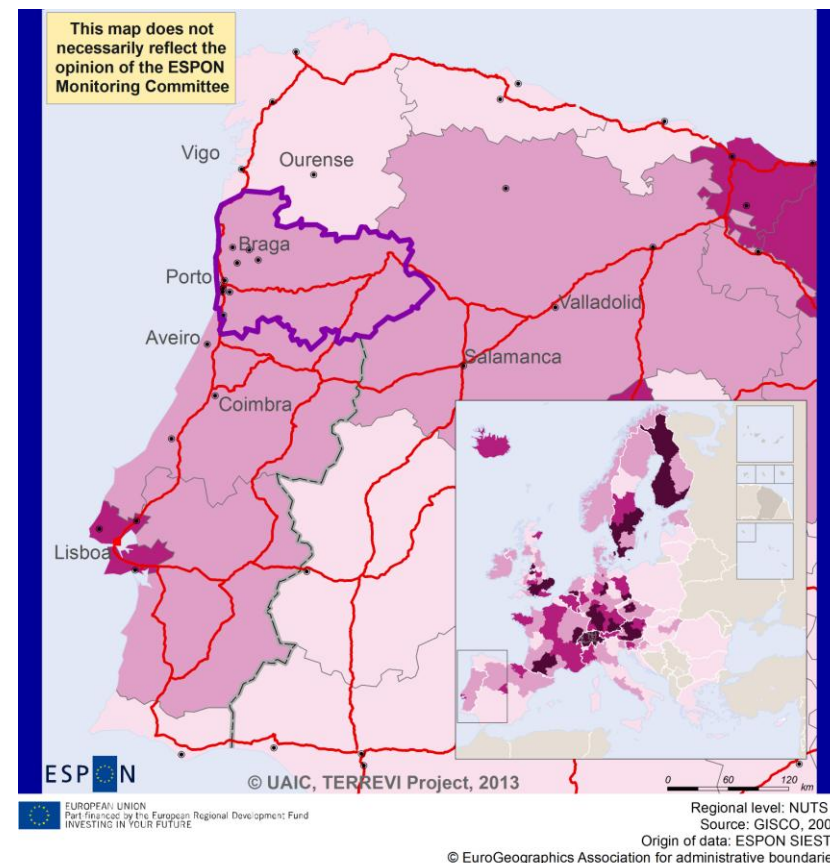 This map does not
necessarily reflect the
opinion of the ESPON
Monitoring Committee
Vigo
Ourense
Braga
Porto
Aveiro
Valladolid
Salamanca
Coimbra
Lisboa
ESPON
© UAIC, TERREVI Project, 2013
0 60 120
km
EUROPEAN UNION
Part-financed by the European Regional Development Fund
INVESTING IN YOUR FUTURE
Regional level: NUTS
Source: GISCO, 200
Origin of data: ESPON SIEST
© EuroGeographics Association for administrative boundarie